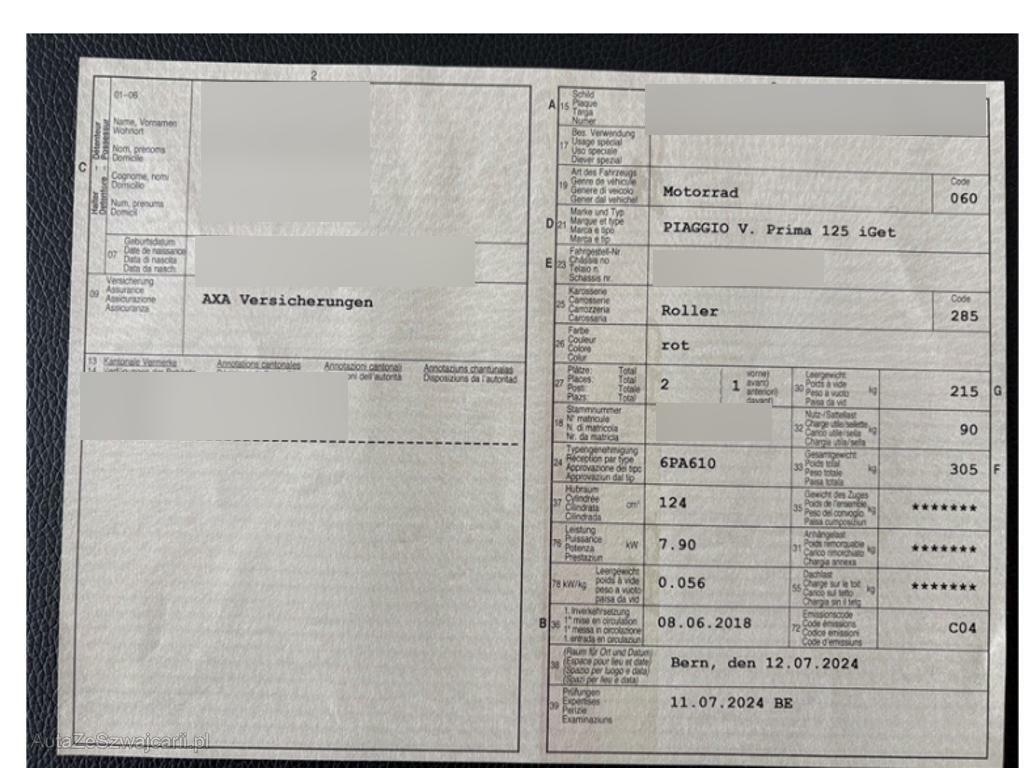 2
01-06
Name, Vornamen
Wohnort
Nom, prénoms
Domicile
Cognome, nomi
Domicilio
Num, prenums
Domicil
C
Halter - Détenteur
Detentore - Possessur
07
Geburtsdatum
Date de naissance
Data di nascita
Data da nasch.
09
Versicherung
Assurance
Assicurazione
Assicuranza
AXA Versicherungen
13 Kantonale Vermerke Annotations cantonales Annotazioni cantonali Annotaziuns chantunalas
14 oni dell'autorità Disposiziuns da l'autoritad
A 15
Schild
Plaque
Targa
Numer
17
Bes. Verwendung
Usage spécial
Uso speciale
Diever spezial
19
Art des Fahrzeugs
Genre de véhicule
Genere di veicolo
Gener dal vehichel
Motorrad
Code
060
D 21
Marke und Typ
Marque et type
Marca e tipo
Marca e tip
PIAGGIO V. Prima 125 iGet
E 23
Fahrgestell-Nr
Châssis no
Telaio n.
Schassis nr.
25
Karosserie
Carrosserie
Carrozzeria
Carossaria
Roller
Code
285
26
Farbe
Couleur
Colore
Colur
rot
27
Plätze: Total
Places: Total
Posti: Totale
Plazs: Total
2
1
vorne)
avant)
anteriori)
davant)
30
Leergewicht
Poids à vide
Peso a vuoto
Paisa da vid
kg
215 G
18
Stammnummer
N° matricule
N. di matricola
Nr. da matricla
32
Nutz-/Sattellast
Charge utile/sellette
Carico utile/sella
Chargia utila/sella
kg
90
24
Typengenehmigung
Réception par type
Approvazione del tipo
Approvaziun dal tip
6PA610
33
Gesamtgewicht
Poids total
Peso totale
Paisa totala
kg
305 F
37
Hubraum
Cylindrée
Cilindrata
Cilindrada
cm³
124
35
Gewicht des Zuges
Poids de l'ensemble
Peso del convoglio
Paisa cumposiziun
kg
*******
76
Leistung
Puissance
Potenza
Prestaziun
kW
7.90
31
Anhängelast
Poids remorquable
Carico rimorchiato
Chargia annexa
kg
*******
78 kW/kg
Leergewicht
poids à vide
peso a vuoto
paisa da vid
0.056
55
Dachlast
Charge sur le toit
Carico sul tetto
Chargia sin il tetg
kg
*******
B 36
1. Inverkehrsetzung
1re mise en circulation
1a messa in circolazione
1. entrada en circulaziun
08.06.2018
72
Emissionscode
Code émissions
Codice emissioni
Code d'emissiuns
C04
38
(Raum für Ort und Datum)
(Espace pour lieu et date)
(Spazio per luogo e data)
(Spazi per lieu e data)
Bern, den 12.07.2024
39
Prüfungen
Expertises
Perizie
Examinaziuns
11.07.2024 BE
AutaZeSzwajcarii.pl